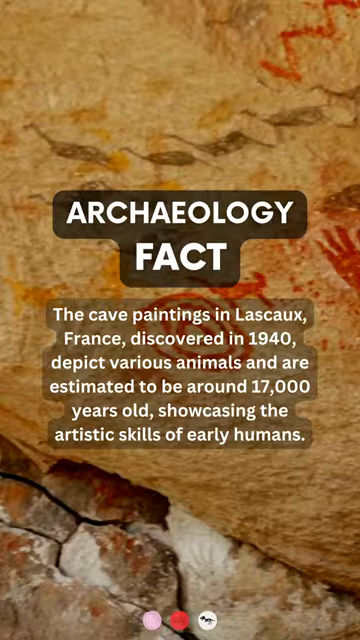 ARCHAEOLOGY
FACT
The cave paintings in Lascaux,
France, discovered in 1940,
depict various animals and are
estimated to be around 17,000
years old, showcasing the
artistic skills of early humans.